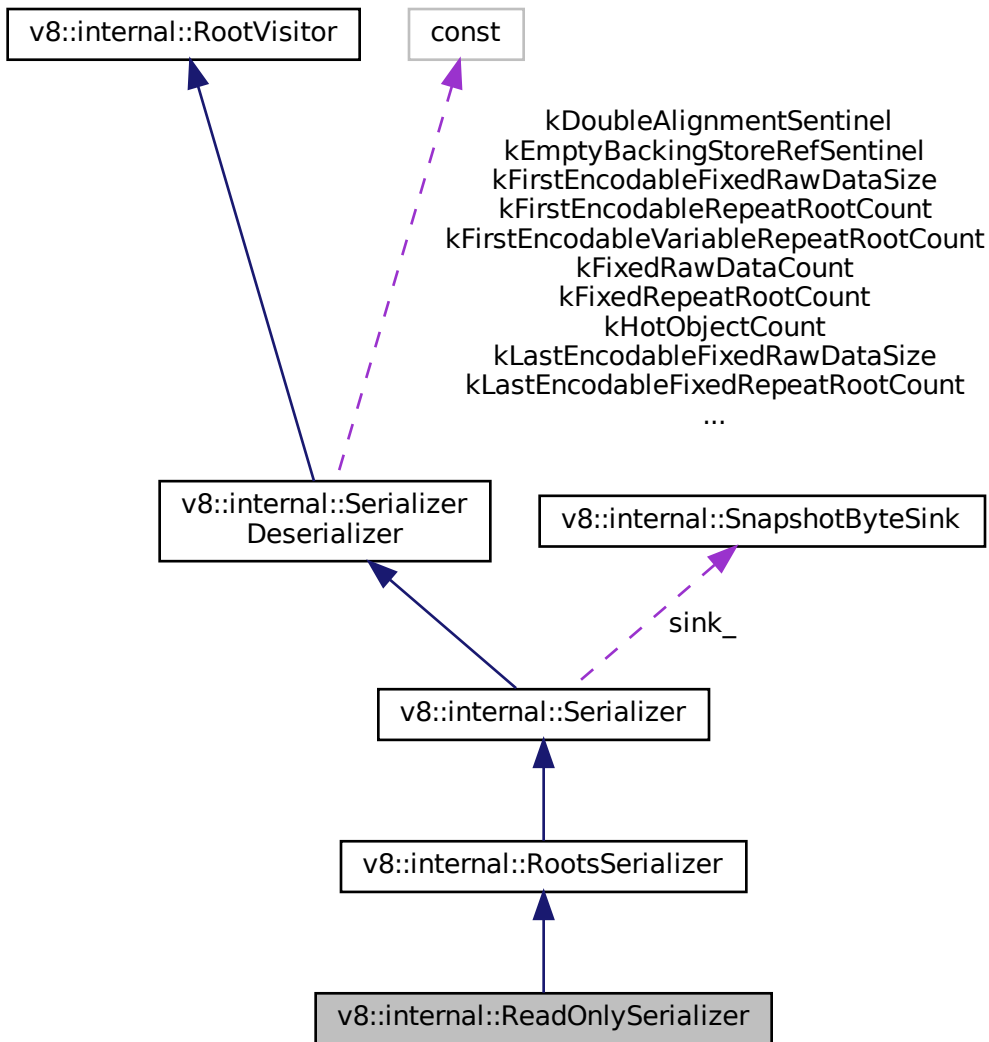 v8::internal::RootVisitor
const
kDoubleAlignmentSentinel
kEmptyBackingStoreRefSentinel
kFirstEncodableFixedRawDataSize
kFirstEncodableRepeatRootCount
kFirstEncodableVariableRepeatRootCount
kFixedRawDataCount
kFixedRepeatRootCount
kHotObjectCount
kLastEncodableFixedRawDataSize
kLastEncodableFixedRepeatRootCount
...
v8::internal::Serializer
Deserializer
v8::internal::SnapshotByteSink
sink_
v8::internal::Serializer
v8::internal::RootsSerializer
v8::internal::ReadOnlySerializer